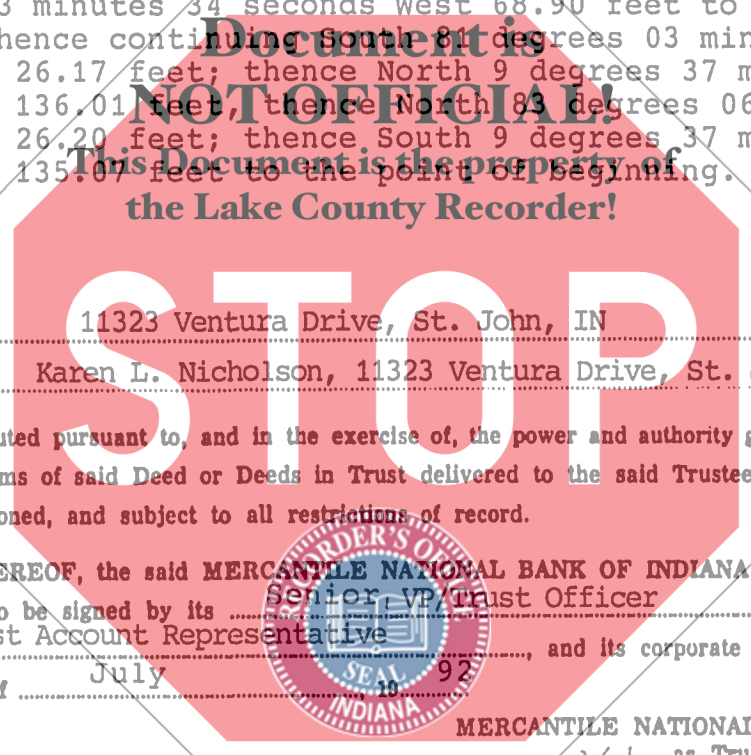 3 minutes 34 seconds West 68.90 feet to
hence continuing South 81 degrees 03 min
26.17 feet; thence North 9 degrees 37 m
136.01 feet, thence North 83 degrees 06
26.20 feet; thence South 9 degrees 37 m
135.07 feet to the point of beginning.
Document is
NOT OFFICIAL!
This Document is the property of
the Lake County Recorder!
STOP
11323 Ventura Drive, St. John, IN
Karen L. Nicholson, 11323 Ventura Drive, St.
uted pursuant to, and in the exercise of, the power and authority g
ms of said Deed or Deeds in Trust delivered to the said Trustee
oned, and subject to all restrictions of record.
EREOF, the said MERCANTILE NATIONAL BANK OF INDIANA
o be signed by its Senior VP/Trust Officer
st Account Representative, and its corporate
f July, 19 92
RECORDER'S OFFICE
SEAL
INDIANA
MERCANTILE NATIONAL
as Tru